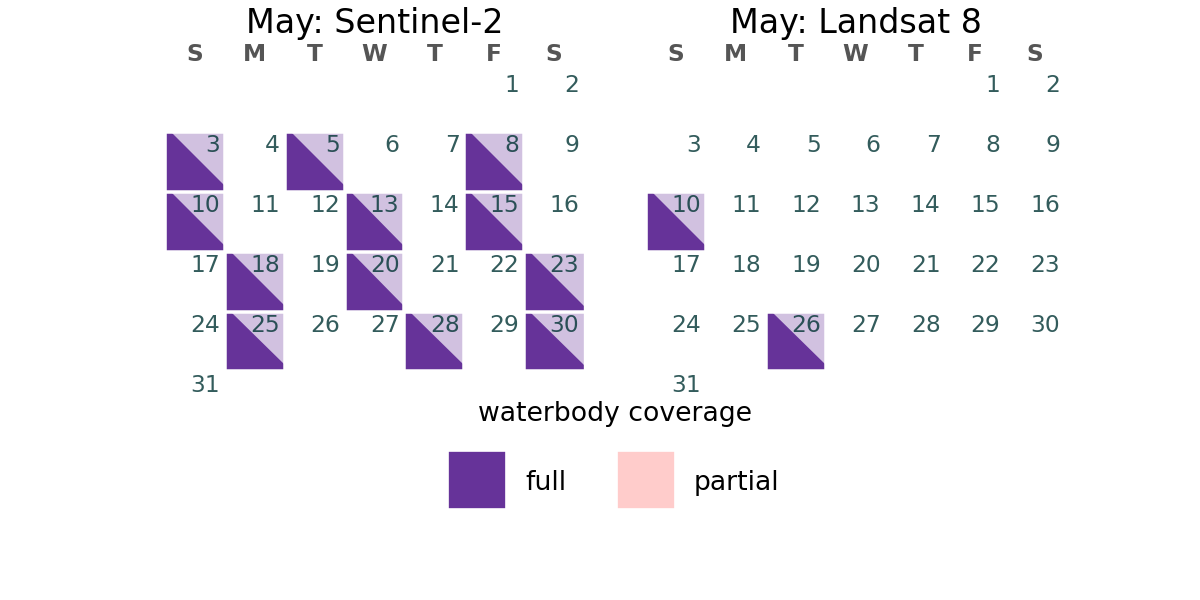 May: Sentinel-2
S M T W T F S
1 2
3 4 5 6 7 8 9
10 11 12 13 14 15 16
17 18 19 20 21 22 23
24 25 26 27 28 29 30
31
May: Landsat 8
S M T W T F S
1 2
3 4 5 6 7 8 9
10 11 12 13 14 15 16
17 18 19 20 21 22 23
24 25 26 27 28 29 30
31
waterbody coverage
full
partial